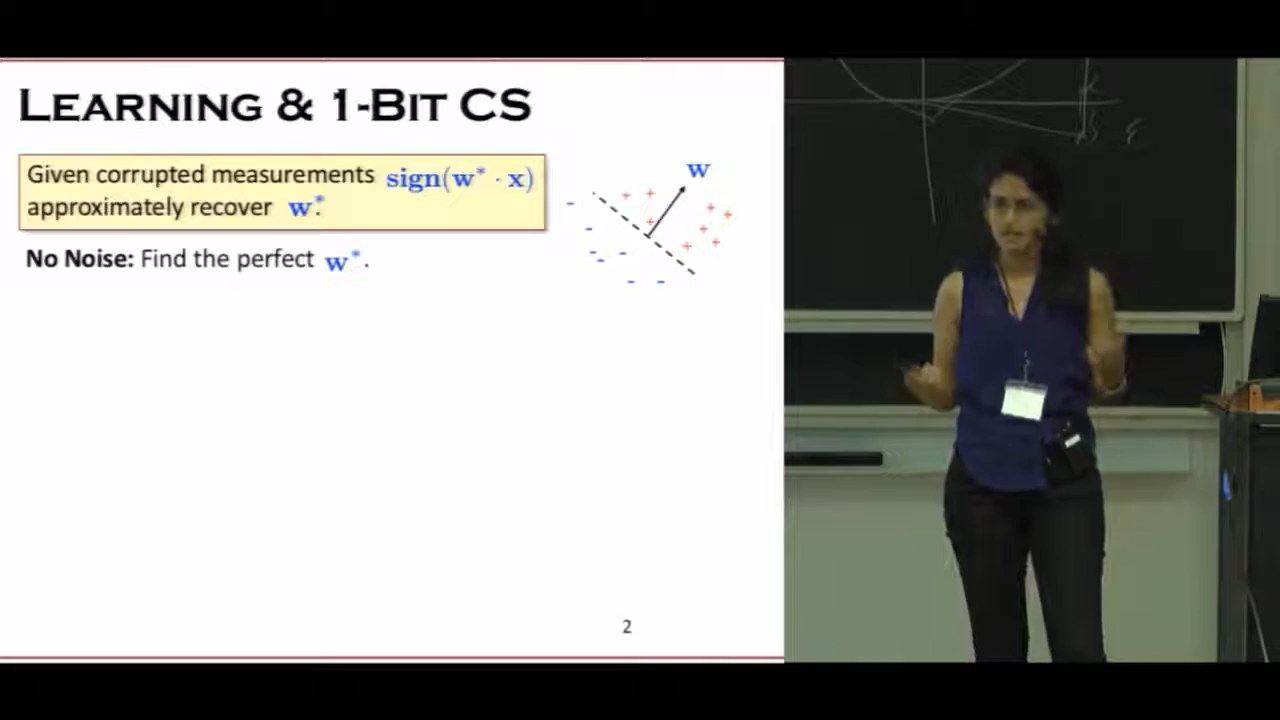 LEARNING & 1-BIT CS
Given corrupted measurements sign(w* · x)
approximately recover w*.
No Noise: Find the perfect w*.
w
2